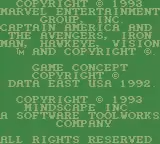 COPYRIGHT © 1993
MARVEL ENTERTAINMENT
GROUP, INC.
CAPTAIN AMERICA AND
THE AVENGERS, IRON
MAN, HAWKEYE, VISION
™ AND COPYRIGHT ©.
GAME CONCEPT
COPYRIGHT ©
DATA EAST USA 1992
COPYRIGHT © 1993
MINDSCAPE INC
A SOFTWARE TOOLWORKS
COMPANY
ALL RIGHTS RESERVED